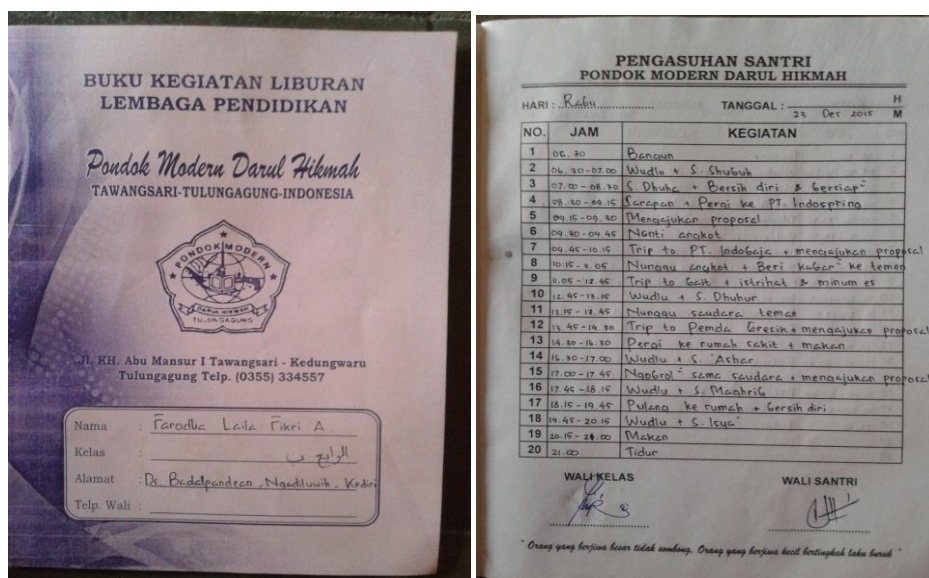 BUKU KEGIATAN LIBURAN
LEMBAGA PENDIDIKAN
Pondok Modern Darul Hikmah
TAWANGSARI-TULUNGAGUNG-INDONESIA
PONDOK MODERN
DARUL HIKMAH
TULUNGAGUNG
Jl. KH. Abu Mansur I Tawangsari - Kedungwaru
Tulungagung Telp. (0355) 334557
Nama : Farodlia Laila Fikri A.
Kelas : الرابع ب
Alamat : Ds. Badalpandean, Ngadiluwih, Kediri
Telp. Wali :
PENGASUHAN SANTRI
PONDOK MODERN DARUL HIKMAH
HARI : Rabu TANGGAL : H
23 Des 2015 M
NO. JAM KEGIATAN
1 06.30 Bangun
2 06.30-07.00 Wudlu + S. Shubuh
3 07.00-08.30 S. Dhuha + Bersih diri & bersiap²
4 08.30-09.15 Sarapan + Pergi ke PT. Indospring
5 09.15-09.30 Mengajukan proposal
6 09.30-09.45 Nanti angkot
7 09.45-10.15 Trip to PT. Indobaja + mengajukan proposal
8 10.15-11.05 Nunggu angkot + Beri kabar² ke temen
9 11.05-12.45 Trip to bait + istrihat & minum es
10 12.45-13.15 Wudlu + S. Dhuhur
11 13.15-13.45 Nunggu saudara teman
12 13.45-14.30 Trip to Pemda Gresik + mengajukan proposal
13 14.30-16.30 Pergi ke rumah sakit + makan
14 16.30-17.00 Wudlu + S. 'Ashar
15 17.00-17.45 Ngobrol² sama saudara + mengajukan proposal
16 17.45-18.15 Wudlu + S. Maghrib
17 18.15-19.45 Pulang ke rumah + bersih diri
18 19.45-20.15 Wudlu + S. Isya'
19 20.15-21.00 Makan
20 21.00 Tidur
WALI KELAS WALI SANTRI
" Orang yang berjiwa besar tidak sombong. Orang yang berjiwa kecil bertingkah laku buruk "